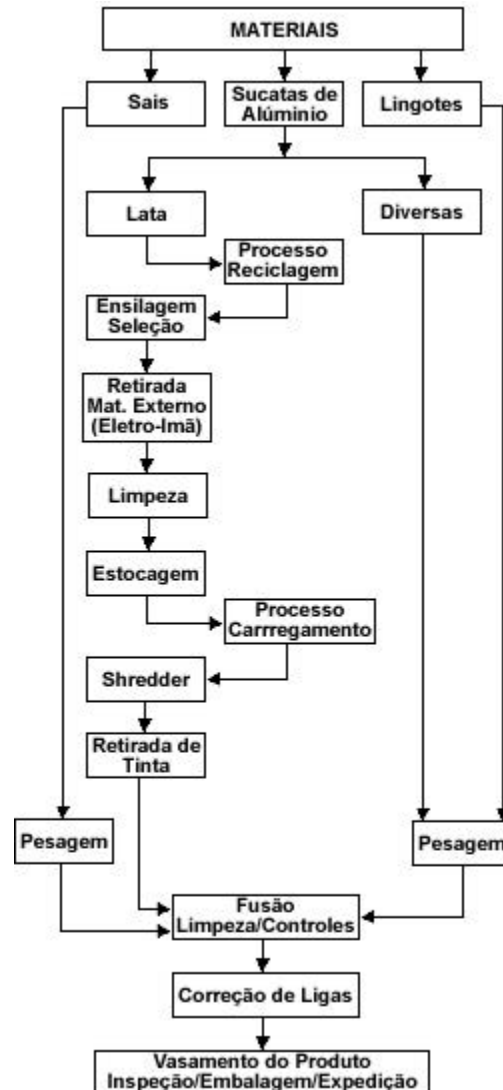 MATERIAIS
Sais
Sucatas de
Alúminio
Lingotes
Lata
Diversas
Processo
Reciclagem
Ensilagem
Seleção
Retirada
Mat. Externo
(Eletro-Imã)
Limpeza
Estocagem
Processo
Carrregamento
Shredder
Retirada de
Tinta
Pesagem
Pesagem
Fusão
Limpeza/Controles
Correção de Ligas
Vasamento do Produto
Inspeção/Embalagem/Expedição